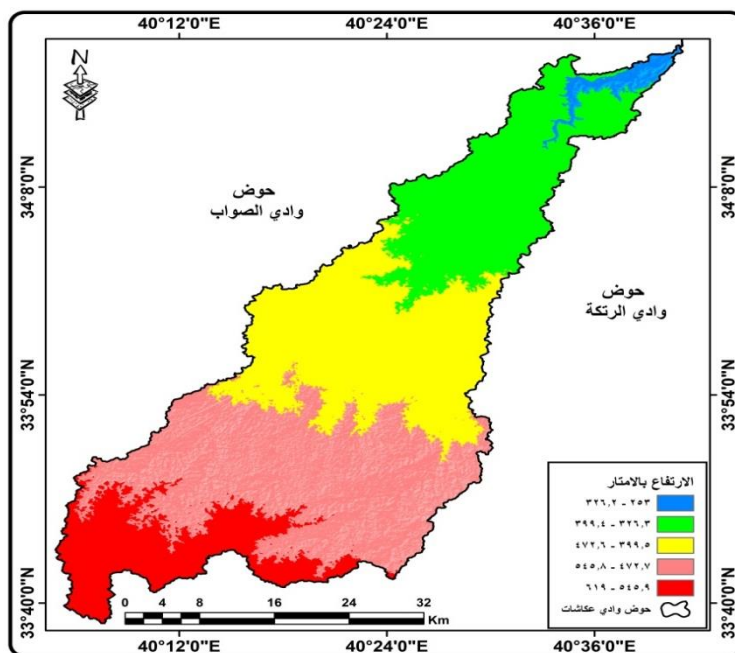 40°12'0"E 40°24'0"E 40°36'0"E
N
34°8'0"N
34°8'0"N
حوض
وادي الصواب
حوض
وادي الرتكة
33°54'0"N
33°54'0"N
الارتفاع بالامتار
٢٥٣ - ٣٢٦,٢
٣٢٦,٣ - ٣٩٩,٤
٣٩٩,٥ - ٤٧٢,٦
٤٧٢,٧ - ٥٤٥,٨
٥٤٥,٩ - ٦١٩
حوض وادي عكاشات
0 4 8 16 24 32
Km
33°40'0"N
33°40'0"N
40°12'0"E 40°24'0"E 40°36'0"E